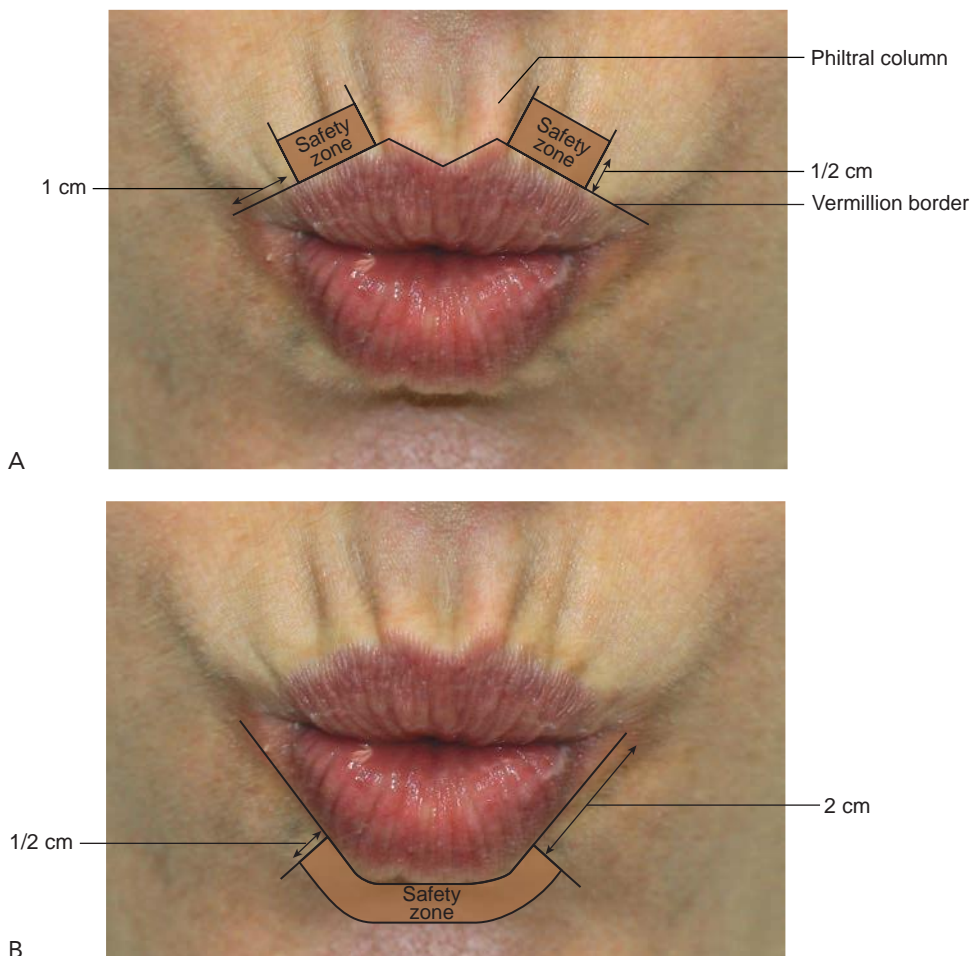 Philtral column
Safety
zone
Safety
zone
1 cm
1/2 cm
Vermillion border
A
2 cm
1/2 cm
Safety
zone
B